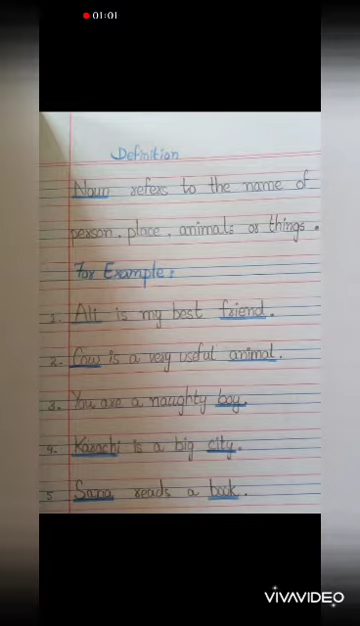 01:01
Definition
Noun refers to the name of
person, place, animals or things.
For Example:
1. Ali is my best friend.
2. Cow is a very useful animal.
3. You are a naughty boy.
4. Karachi is a big city.
5 Sana reads a book.
VIVAVIDEO